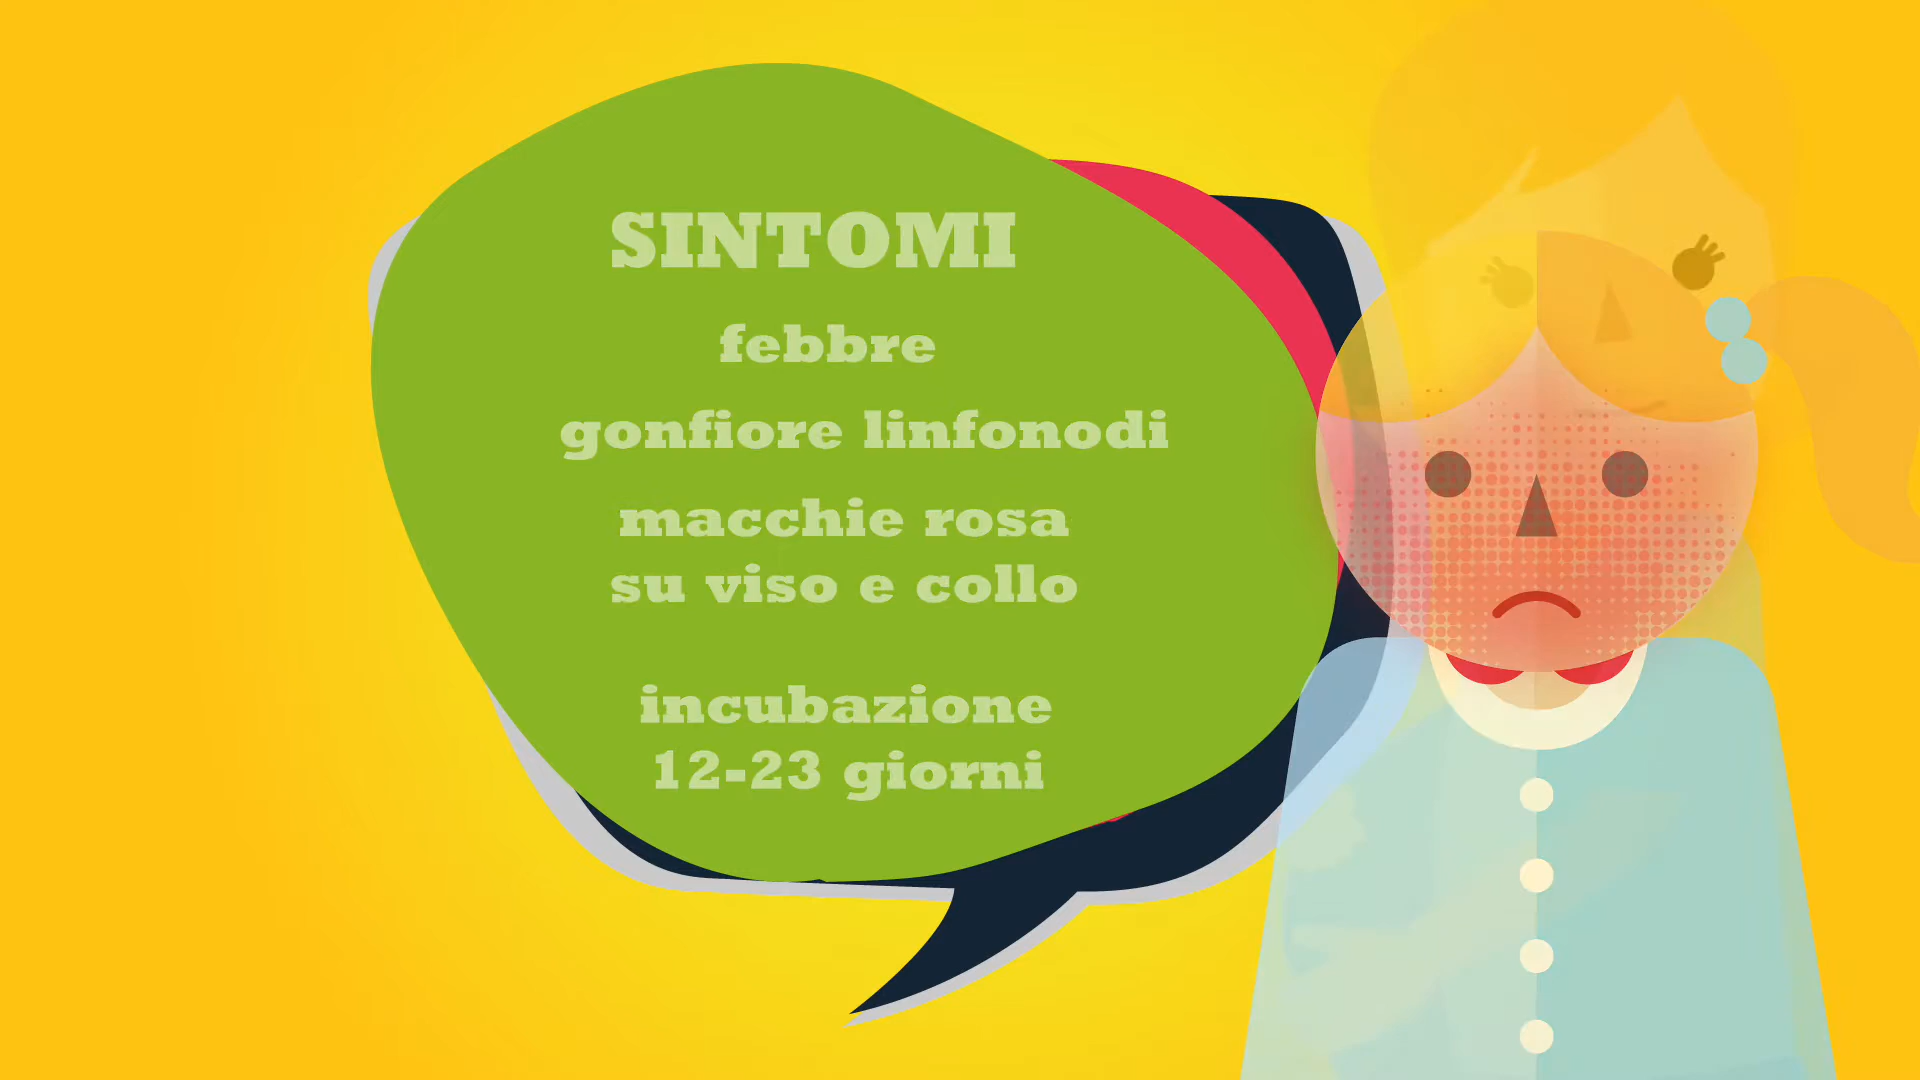 SINTOMI
febbre
gonfiore linfonodi
macchie rosa
su viso e collo
incubazione
12-23 giorni